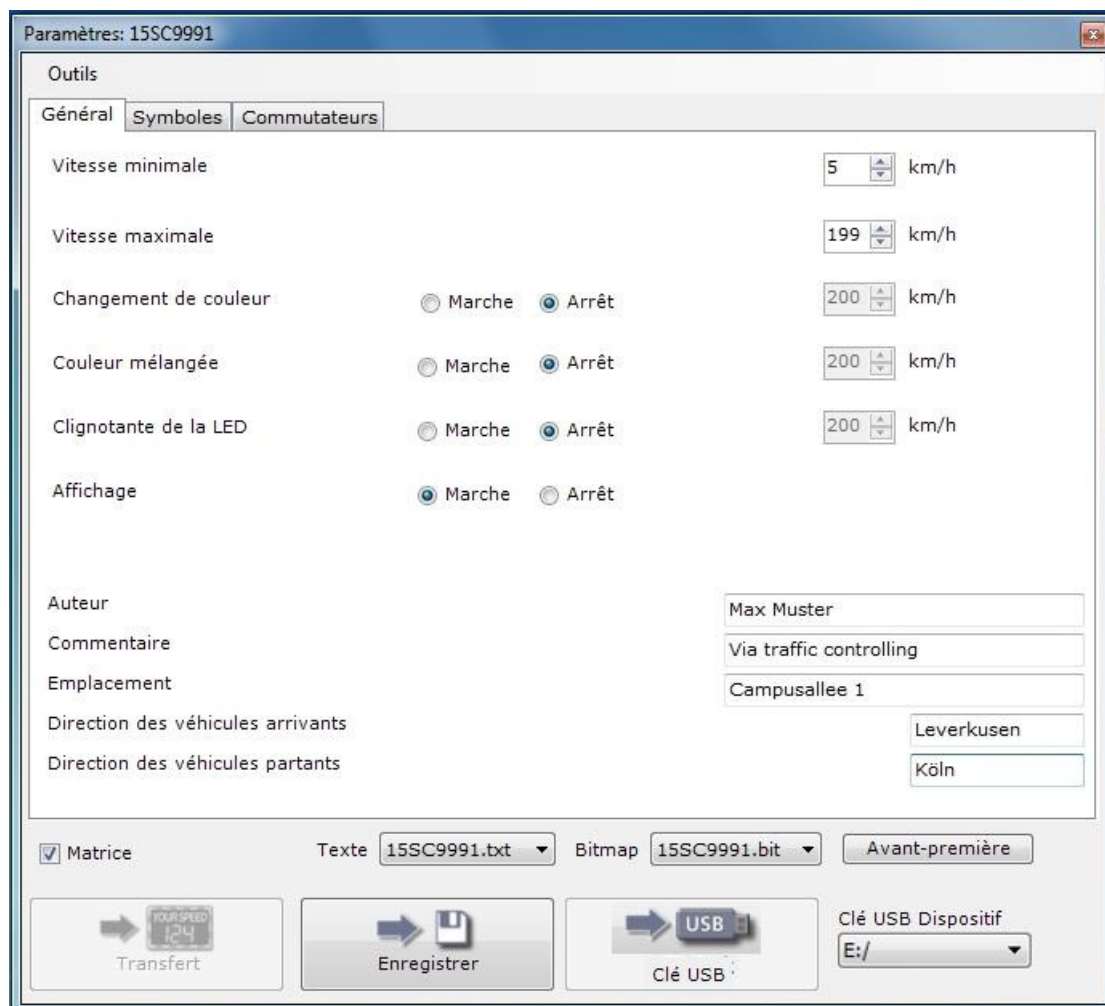 Paramètres: 15SC9991 x
Outils
Général Symboles Commutateurs
Vitesse minimale 5 km/h
Vitesse maximale 199 km/h
Changement de couleur Marche Arrêt 200 km/h
Couleur mélangée Marche Arrêt 200 km/h
Clignotante de la LED Marche Arrêt 200 km/h
Affichage Marche Arrêt
Auteur Max Muster
Commentaire Via traffic controlling
Emplacement Campusallee 1
Direction des véhicules arrivants Leverkusen
Direction des véhicules partants Köln
Matrice Texte 15SC9991.txt Bitmap 15SC9991.bit Avant-première
YOUR SPEED
124
Transfert
Enregistrer
USB
Clé USB
Clé USB Dispositif
E:/